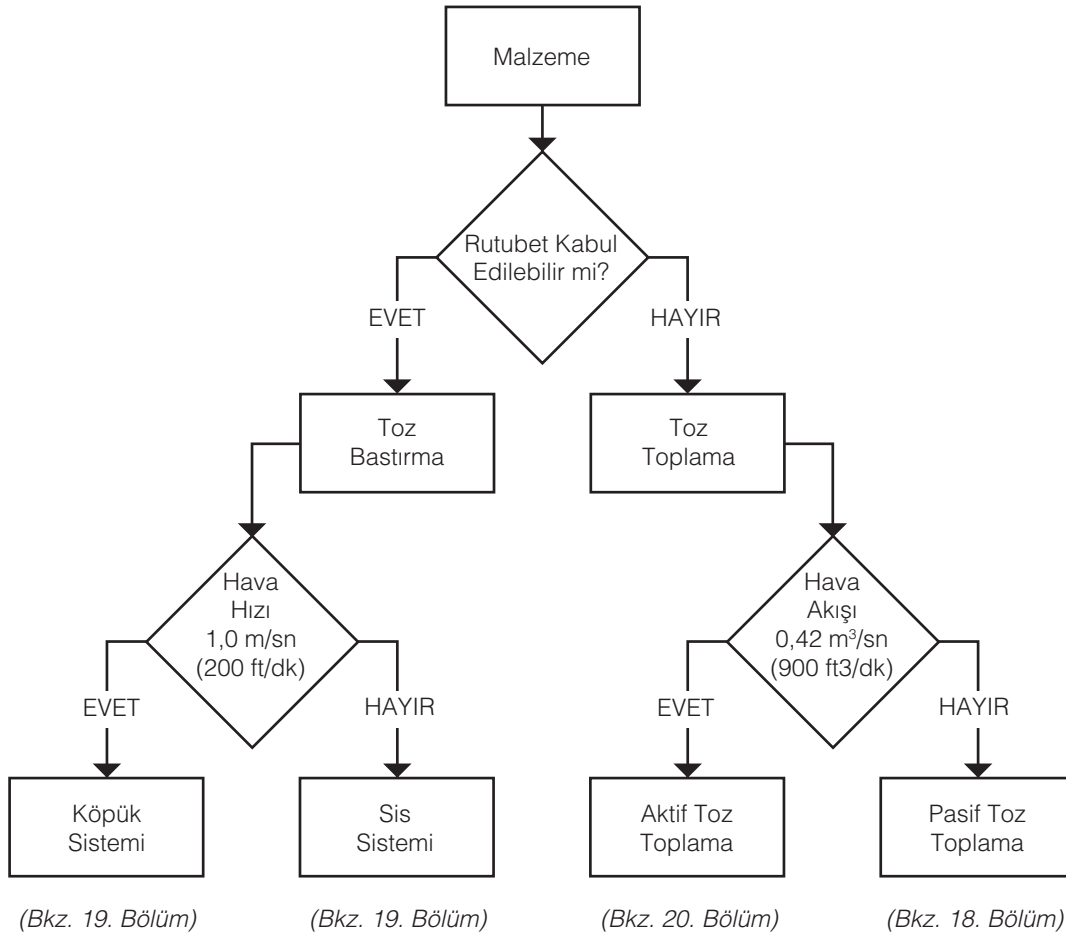 Malzeme
Rutubet Kabul
Edilebilir mi?
EVET
HAYIR
Toz
Bastırma
Toz
Toplama
Hava
Hızı
1,0 m/sn
(200 ft/dk)
Hava
Akışı
0,42 m³/sn
(900 ft3/dk)
EVET
HAYIR
EVET
HAYIR
Köpük
Sistemi
Sis
Sistemi
Aktif Toz
Toplama
Pasif Toz
Toplama
(Bkz. 19. Bölüm)
(Bkz. 19. Bölüm)
(Bkz. 20. Bölüm)
(Bkz. 18. Bölüm)